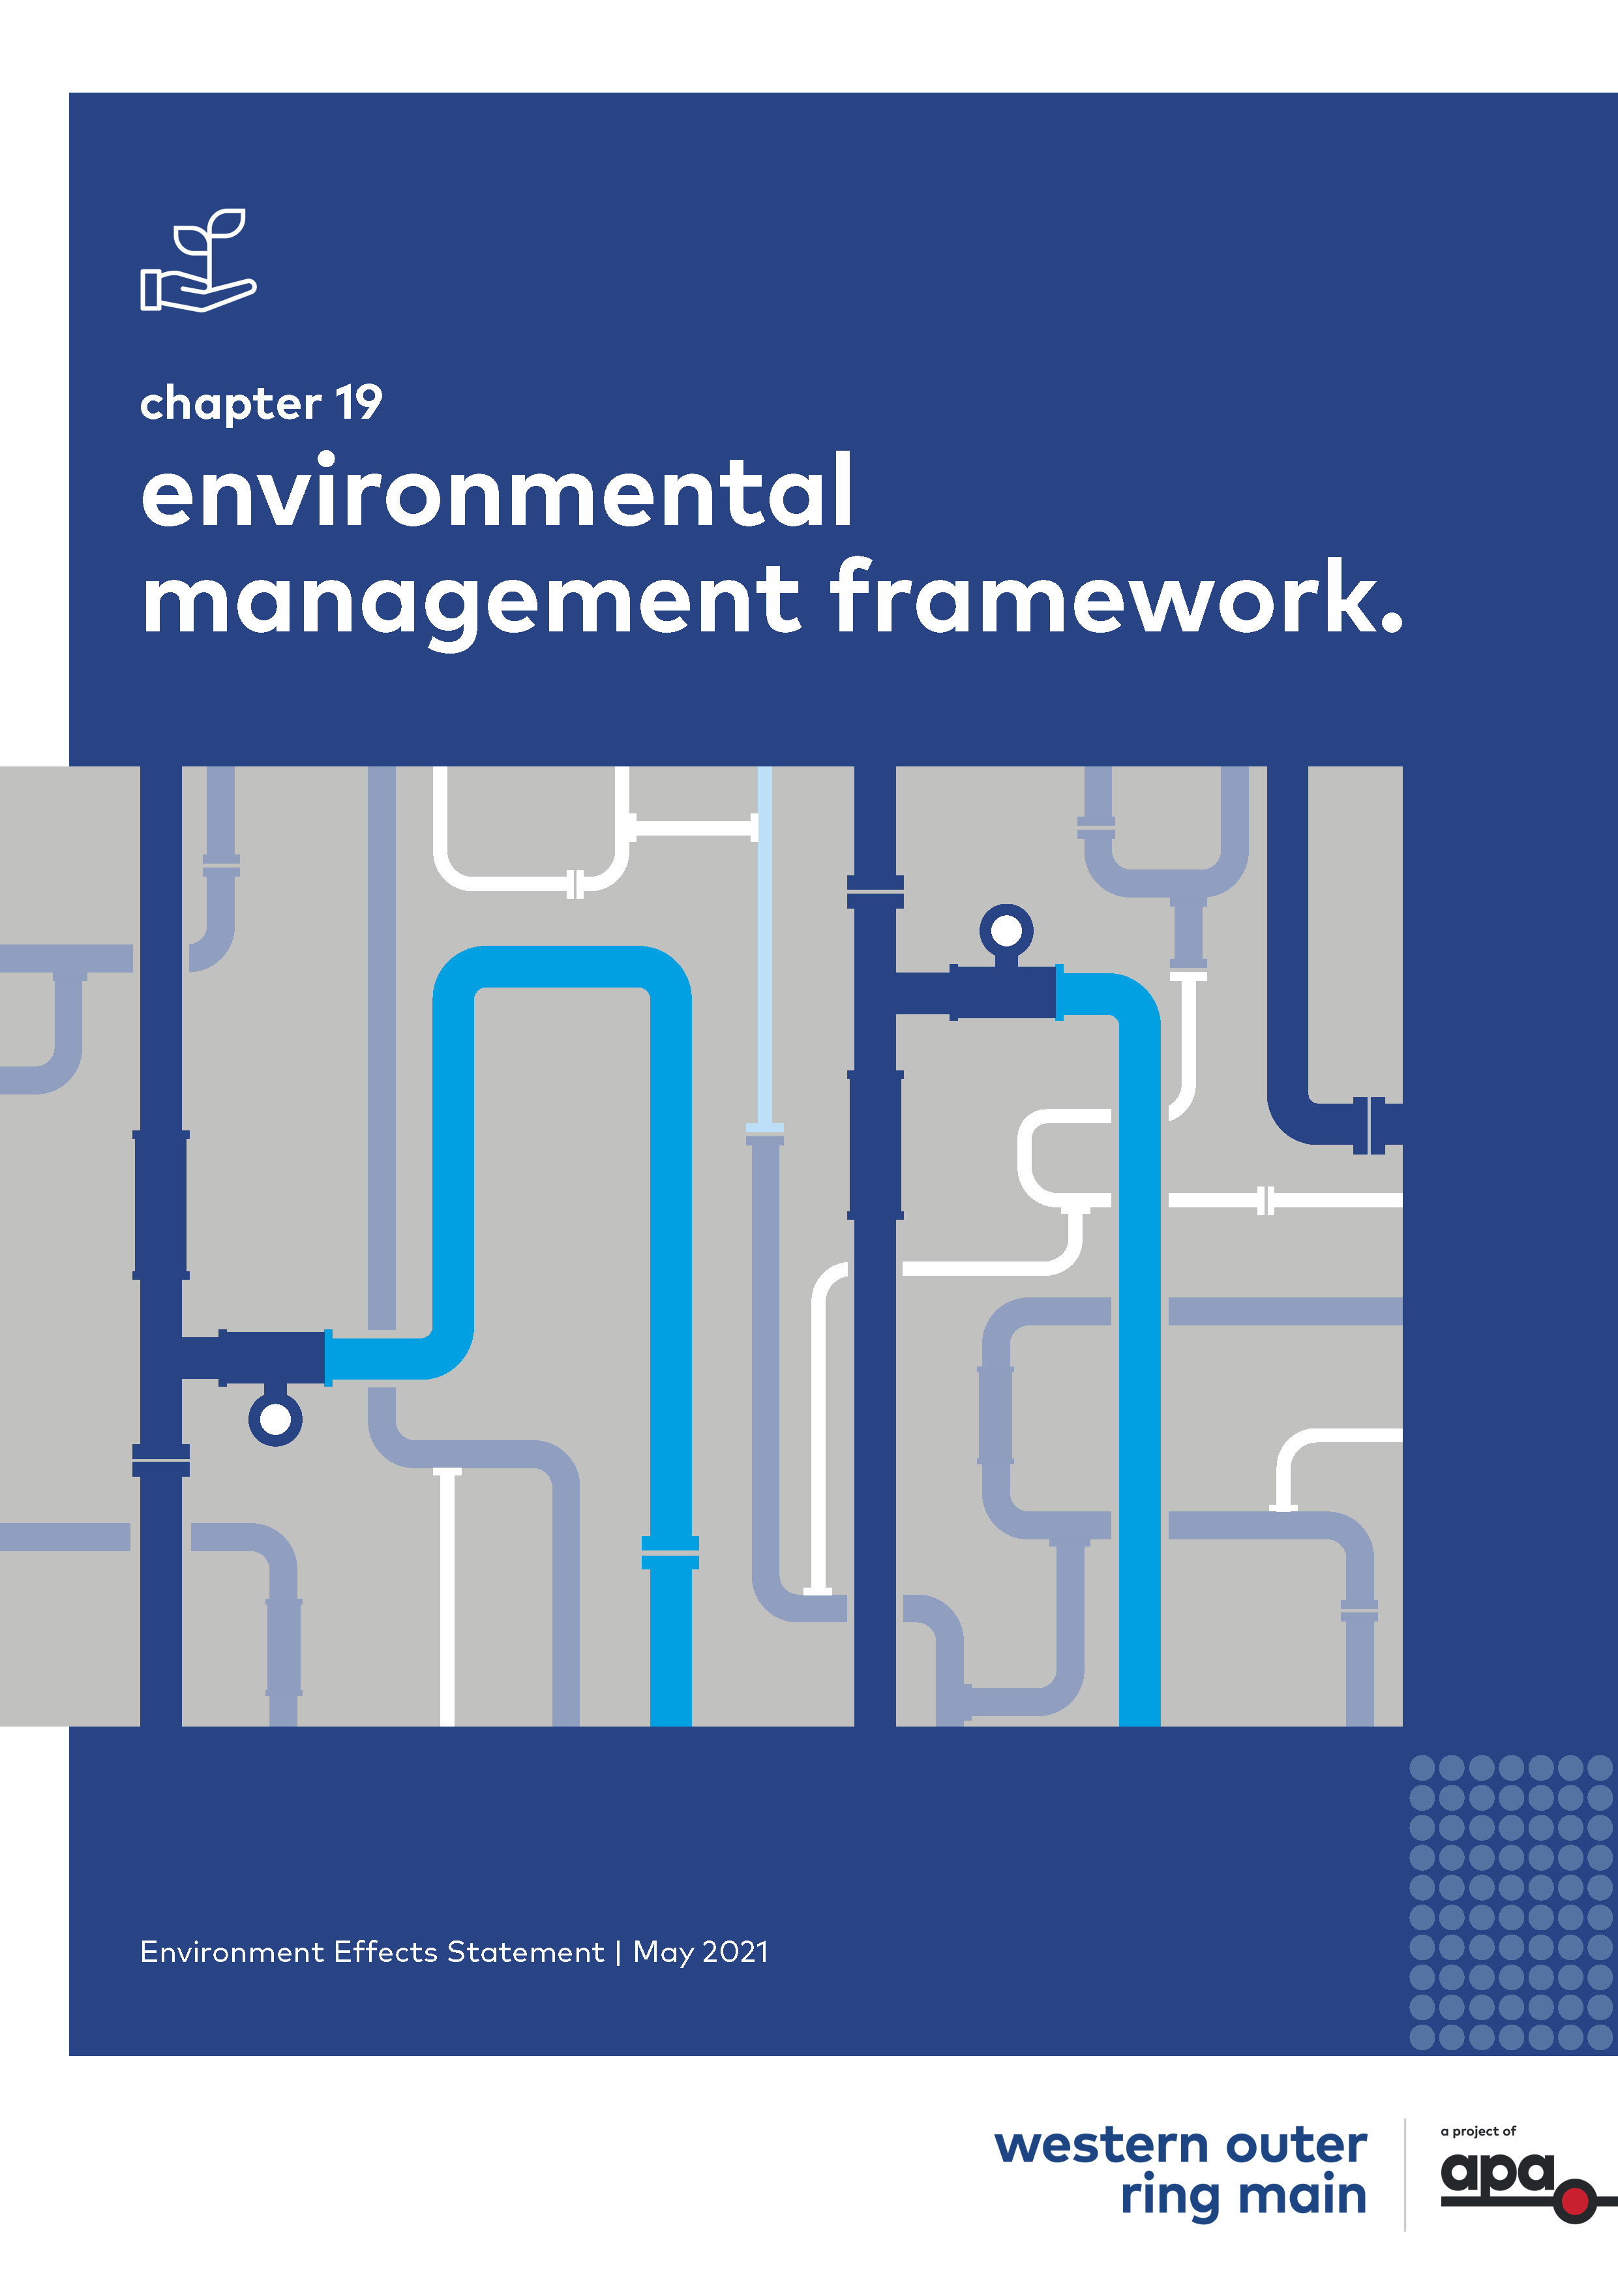 chapter 19
environmental
management framework.
Environment Effects Statement | May 2021
western outer
ring main
a project of
apa